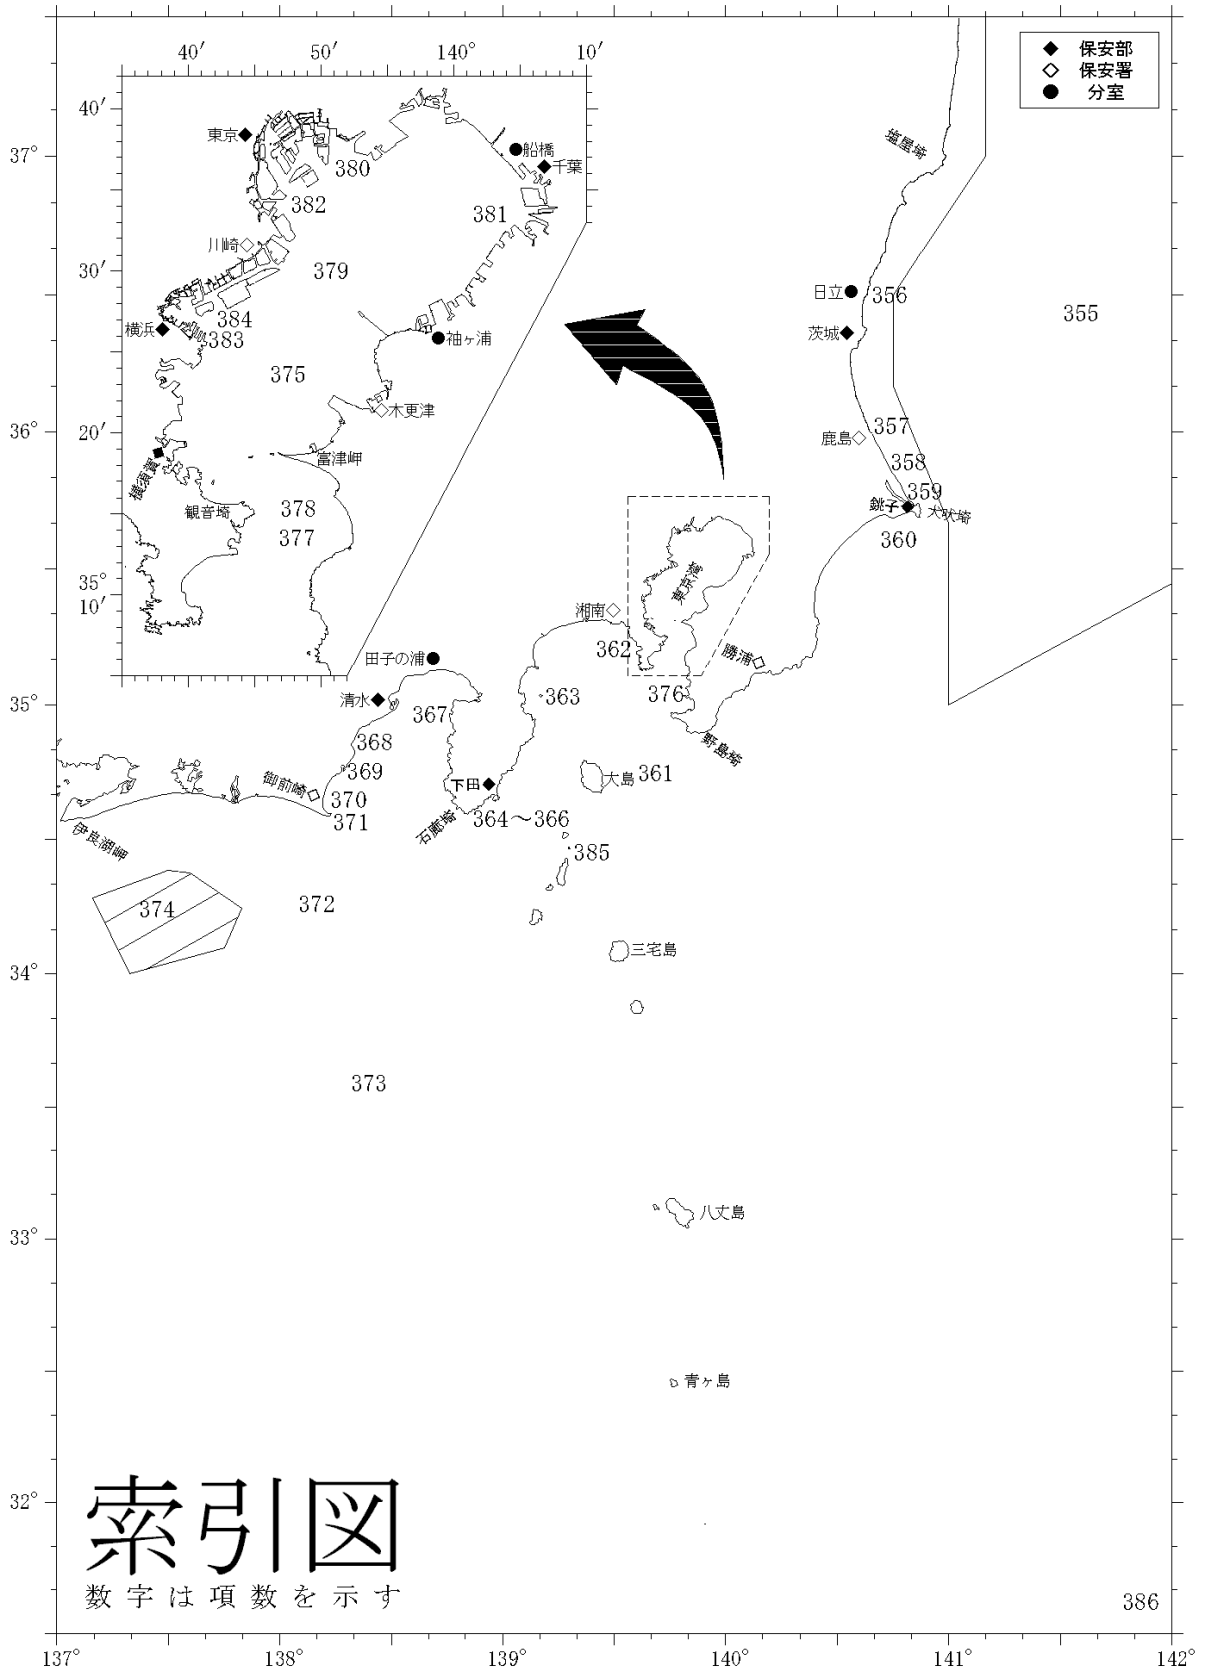 40′ 50′ 140° 10′
◆ 保安部
◇ 保安署
● 分室
40′
東京
船橋
千葉
380
382
381
川崎
30′
379
384
383
横浜
袖ヶ浦
375
木更津
20′
富津岬
横須賀
378
観音埼
377
35°
10′
37°
塩屋埼
日立
356
355
茨城
36°
357
鹿島
358
359
銚子
犬吠埼
360
東京湾
湘南
362
勝浦
田子の浦
376
35°
清水
363
367
野島埼
368
369
大島
361
御前崎
370
下田
371
石廊埼
364～366
伊良湖岬
385
374
372
三宅島
34°
373
33°
八丈島
青ヶ島
32°
索引図
数字は項数を示す
386
137° 138° 139° 140° 141° 142°